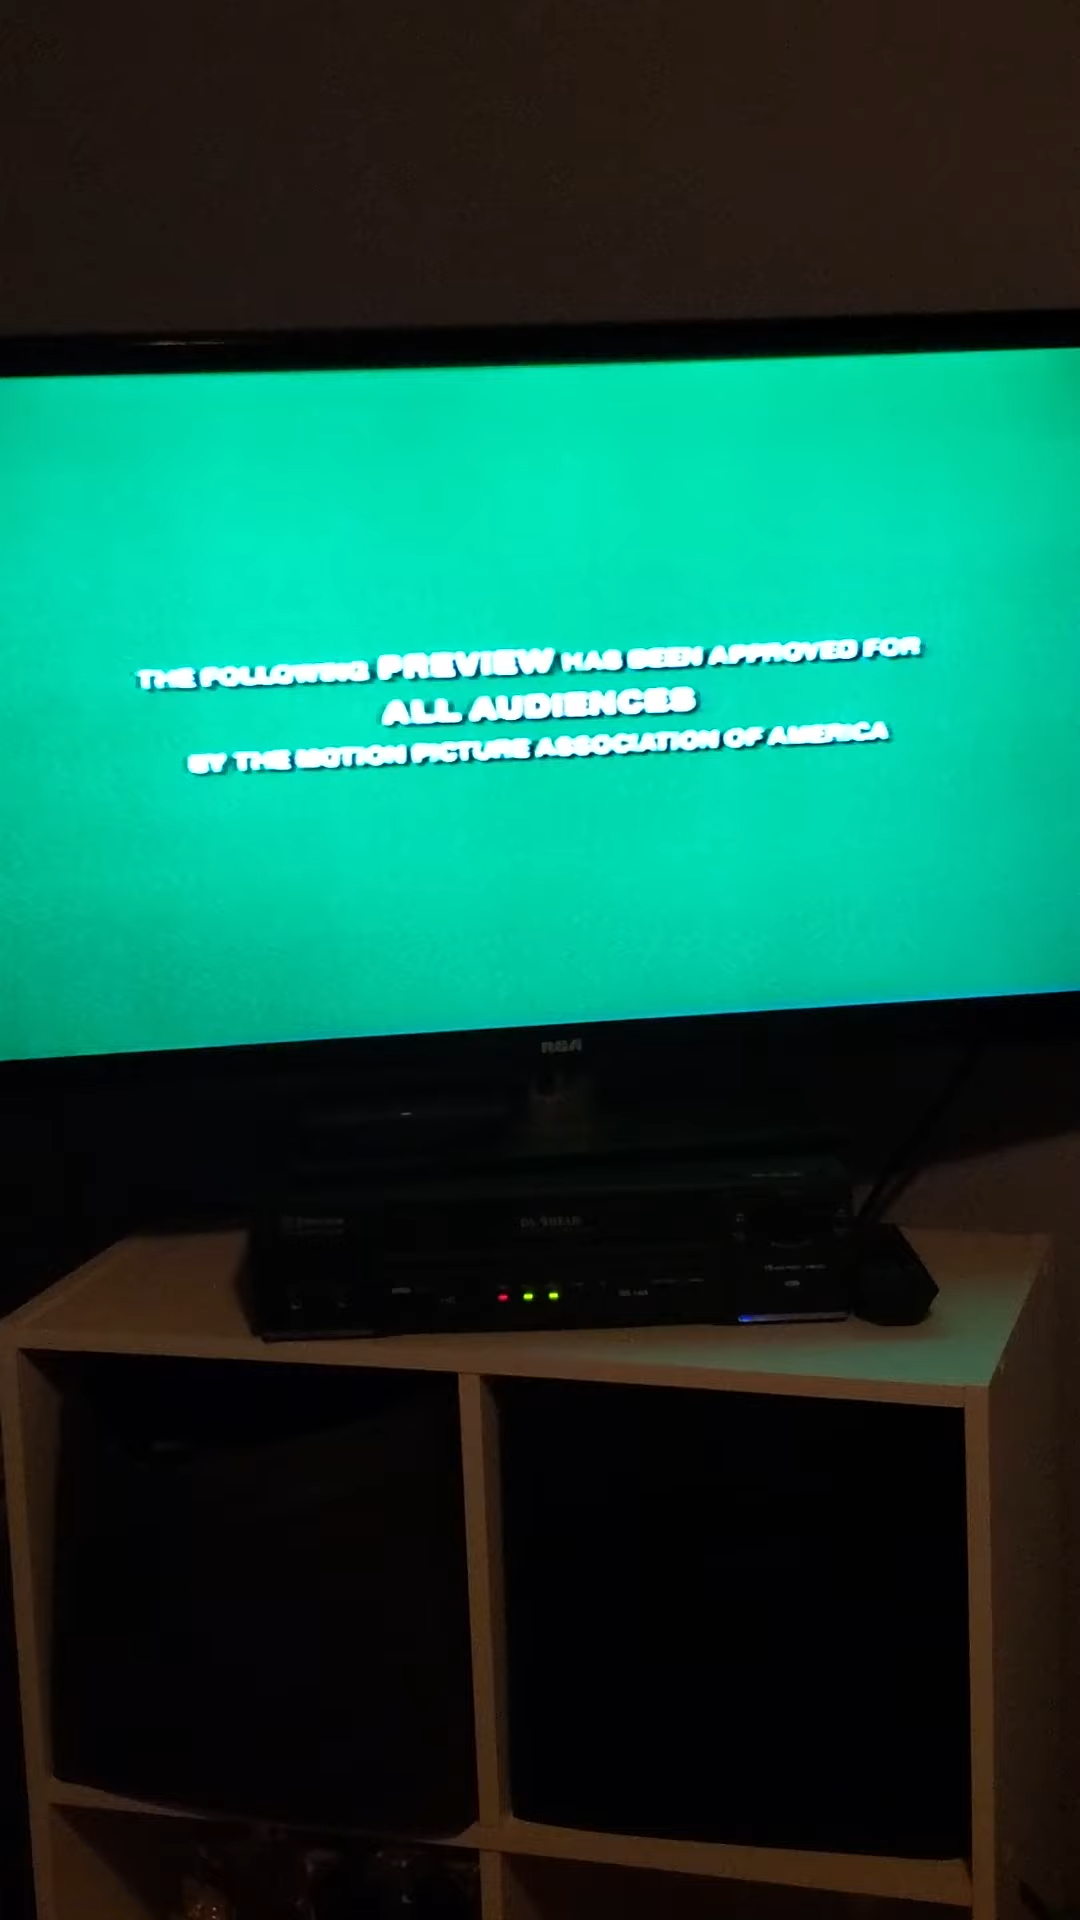 THE FOLLOWING PREVIEW HAS BEEN APPROVED FOR
ALL AUDIENCES
BY THE MOTION PICTURE ASSOCIATION OF AMERICA
RCA